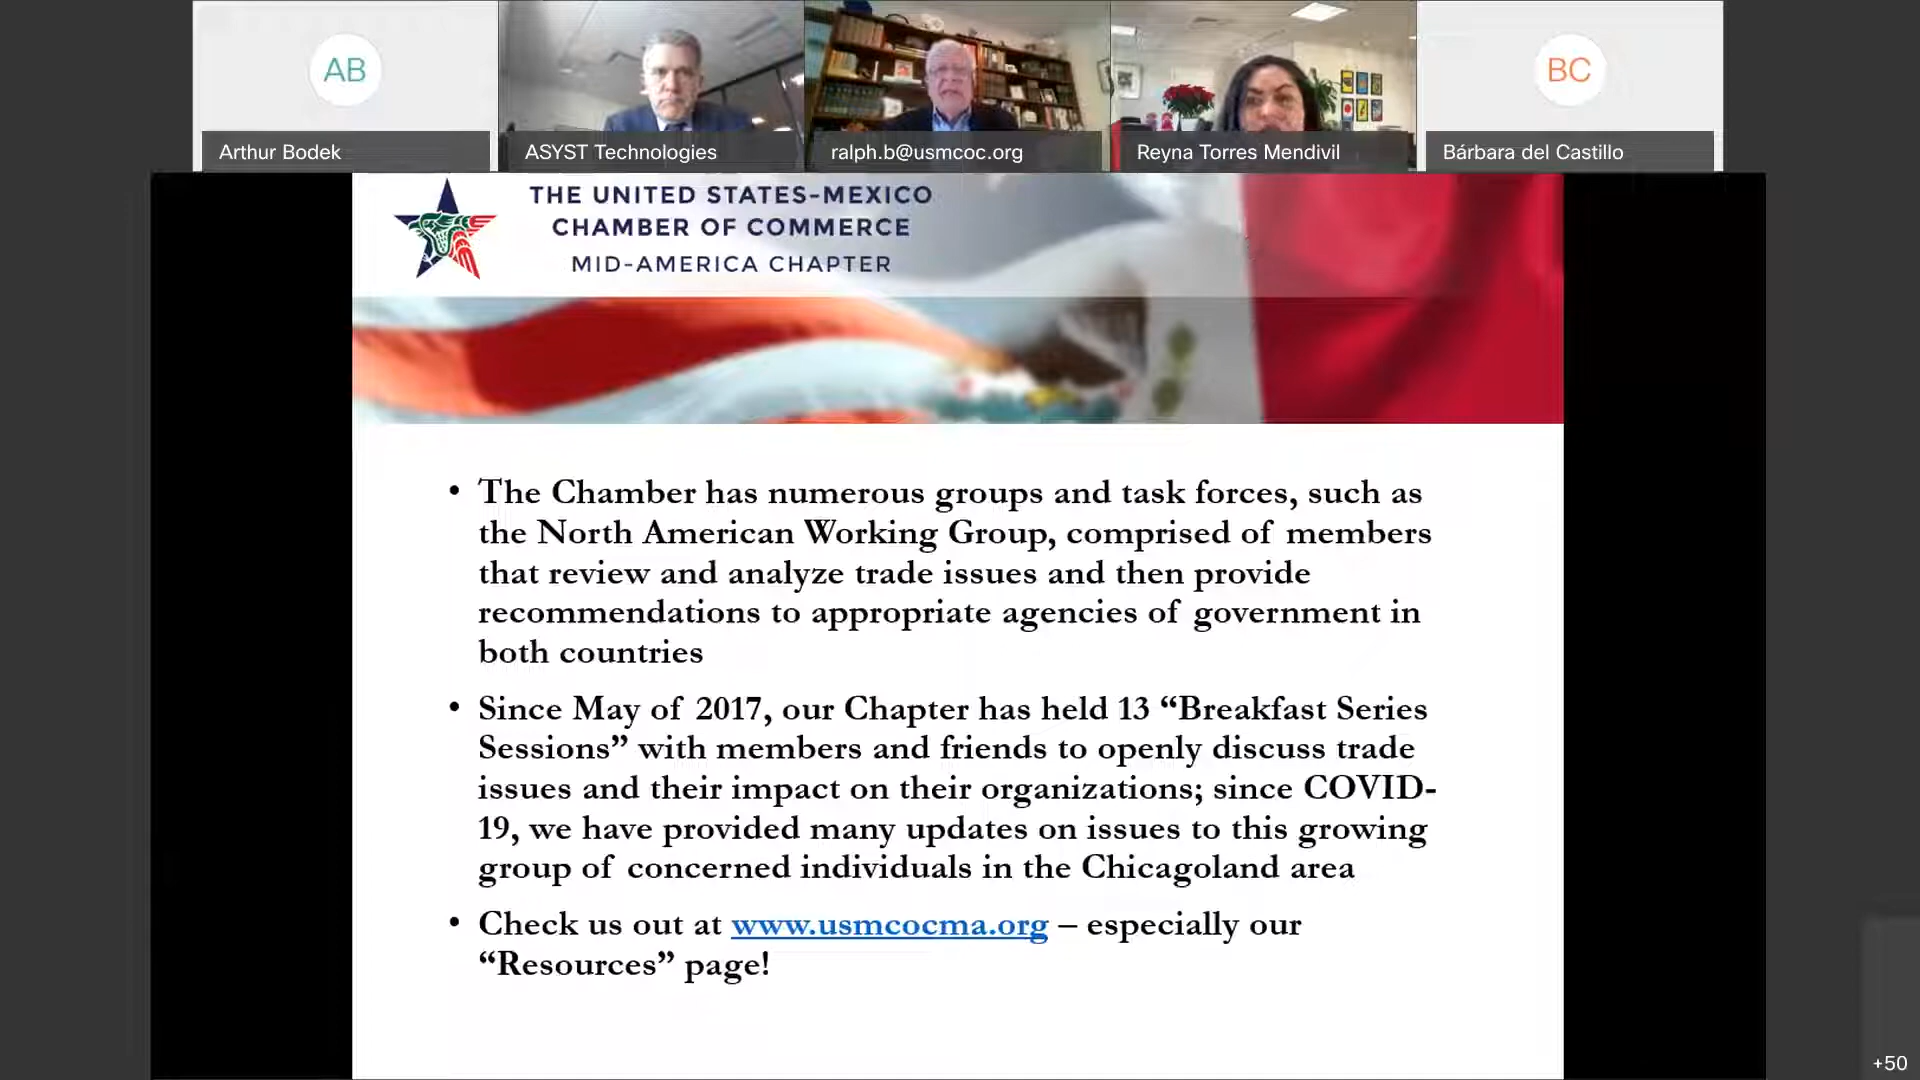 AB
BC
Arthur Bodek
ASYST Technologies
ralph.b@usmcoc.org
Reyna Torres Mendivil
Bárbara del Castillo
THE UNITED STATES-MEXICO
CHAMBER OF COMMERCE
MID-AMERICA CHAPTER
• The Chamber has numerous groups and task forces, such as
the North American Working Group, comprised of members
that review and analyze trade issues and then provide
recommendations to appropriate agencies of government in
both countries
• Since May of 2017, our Chapter has held 13 “Breakfast Series
Sessions” with members and friends to openly discuss trade
issues and their impact on their organizations; since COVID-
19, we have provided many updates on issues to this growing
group of concerned individuals in the Chicagoland area
• Check us out at www.usmcocma.org – especially our
“Resources” page!
+50